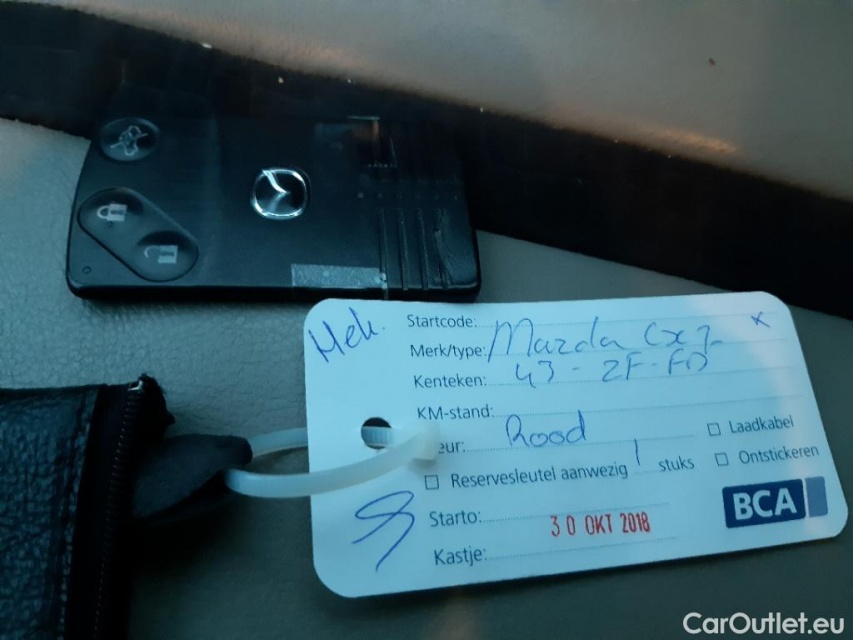 Meh.
Startcode:
Merk/type: Mazda Cx7- x
Kenteken: 43-ZF-FD
KM-stand:
eur: Rood
Laadkabel
Reservesleutel aanwezig 1 stuks
Ontstickeren
Starto: 30 OKT 2018
BCA
Kastje:
CarOutlet.eu